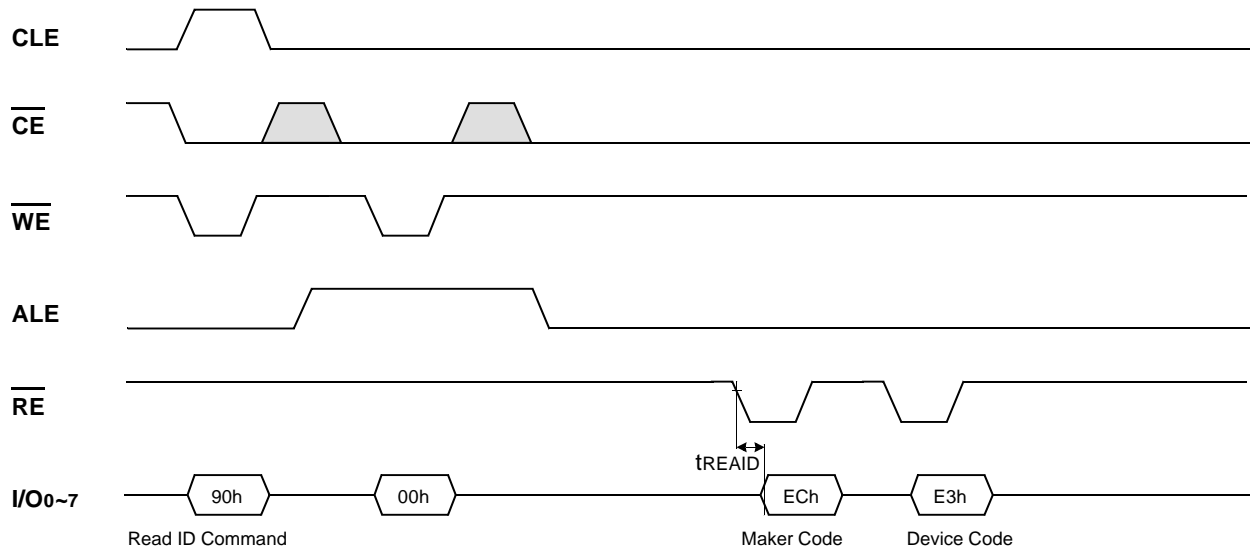 CLE
CE
WE
ALE
RE
tREAID
I/O0~7 90h 00h ECh E3h
Read ID Command Maker Code Device Code